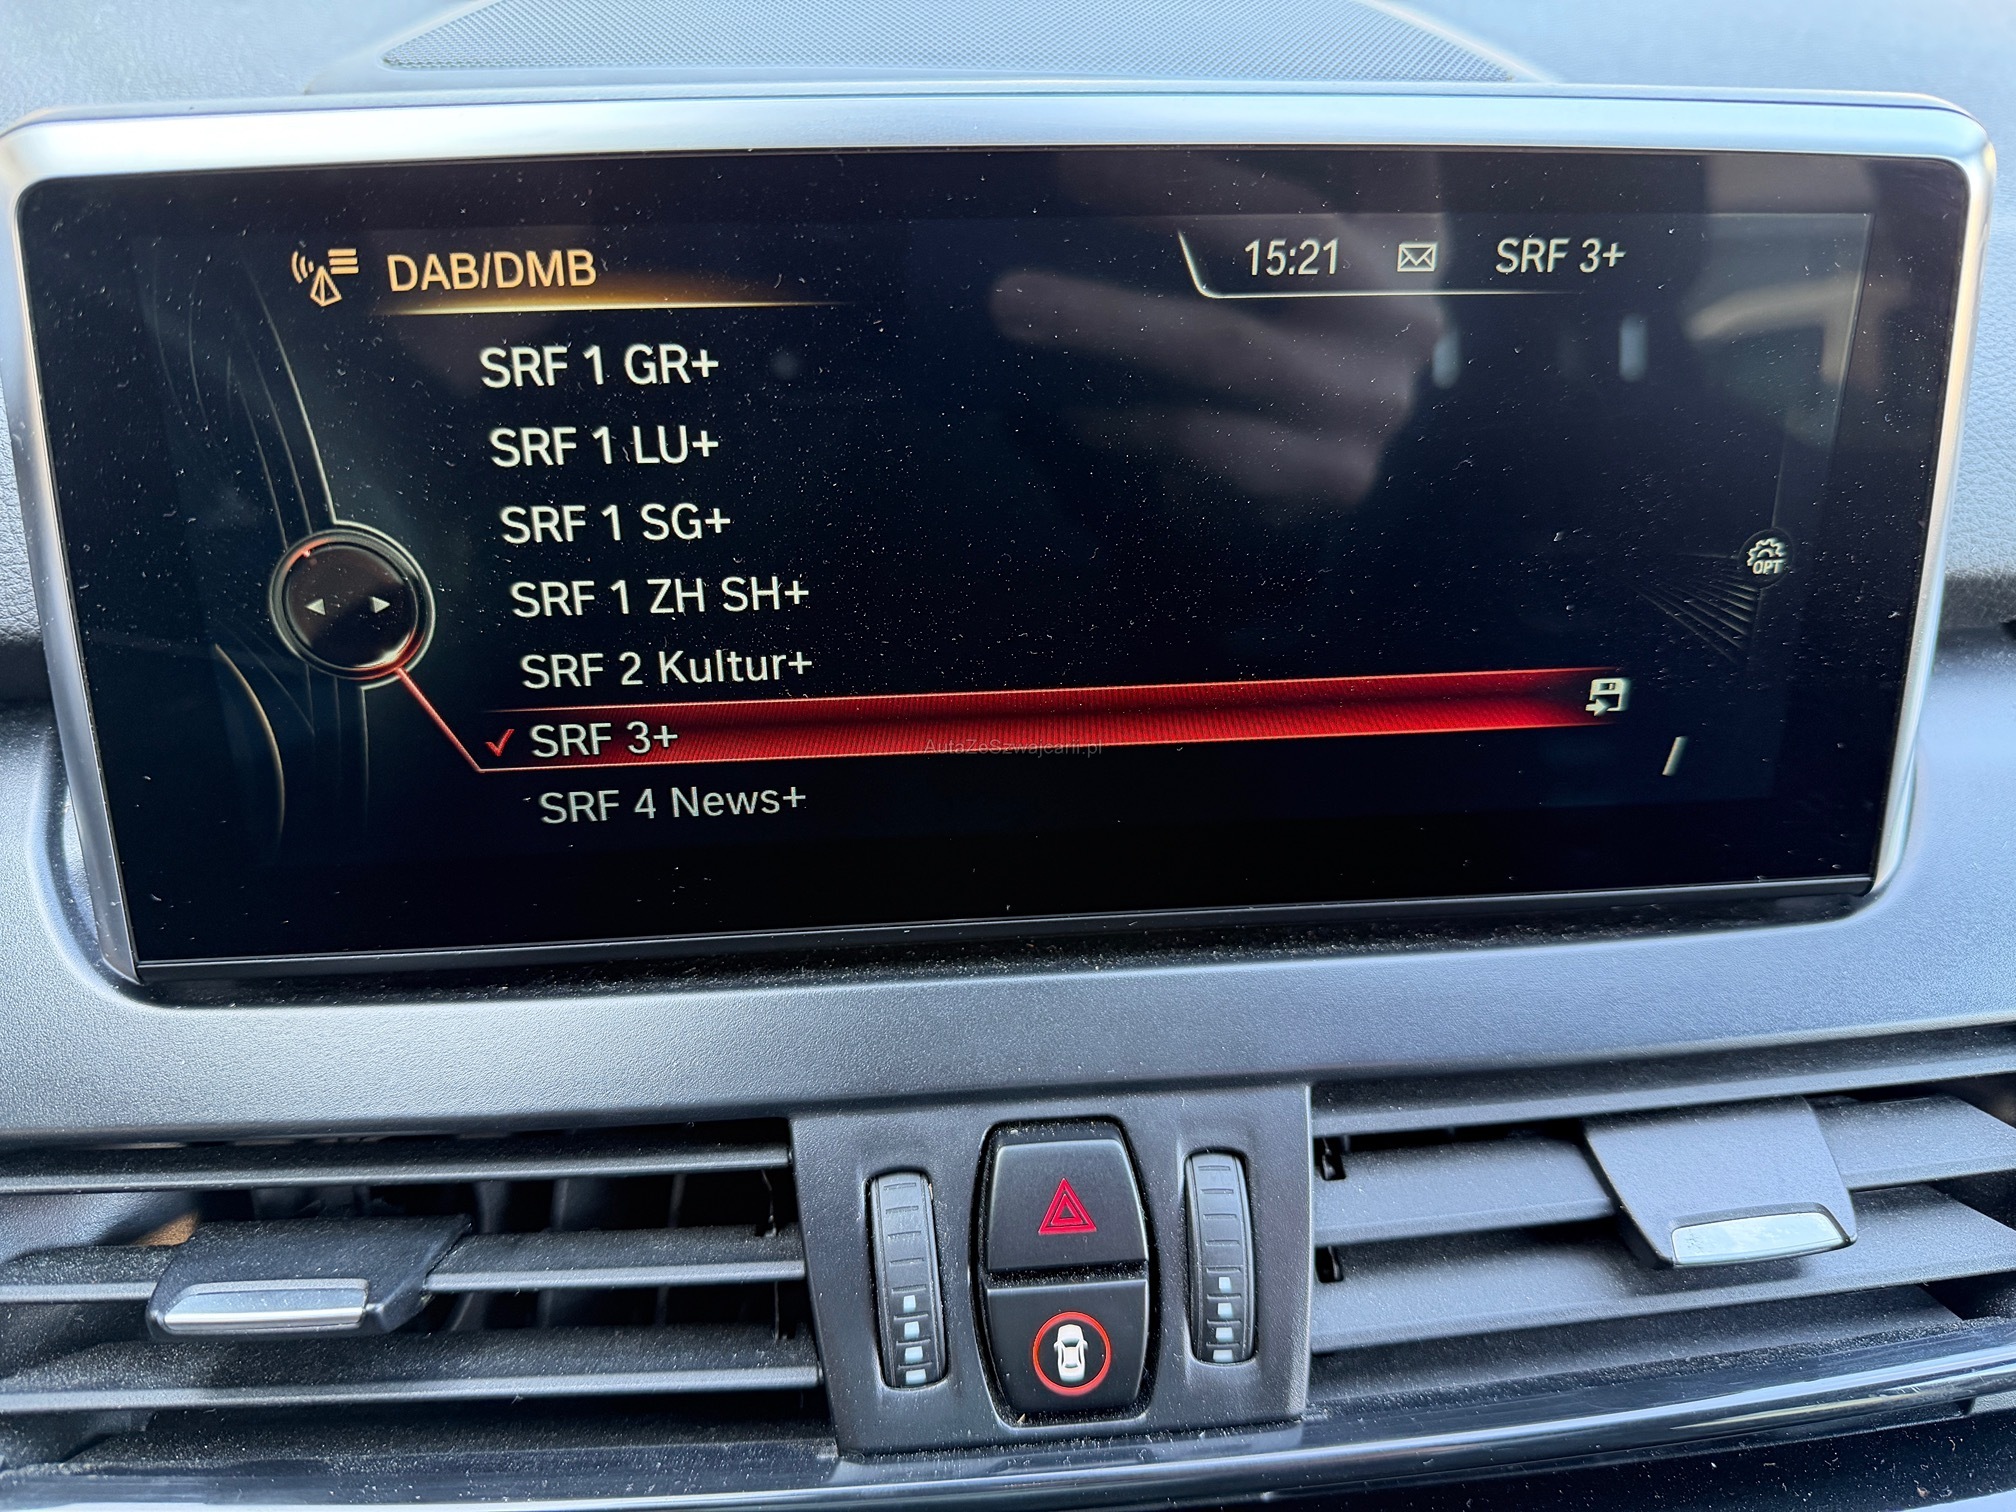 DAB/DMB
15:21 SRF 3+
SRF 1 GR+
SRF 1 LU+
SRF 1 SG+
SRF 1 ZH SH+
SRF 2 Kultur+
SRF 3+
SRF 4 News+
OPT
AutaZeSzwajcarii.pl